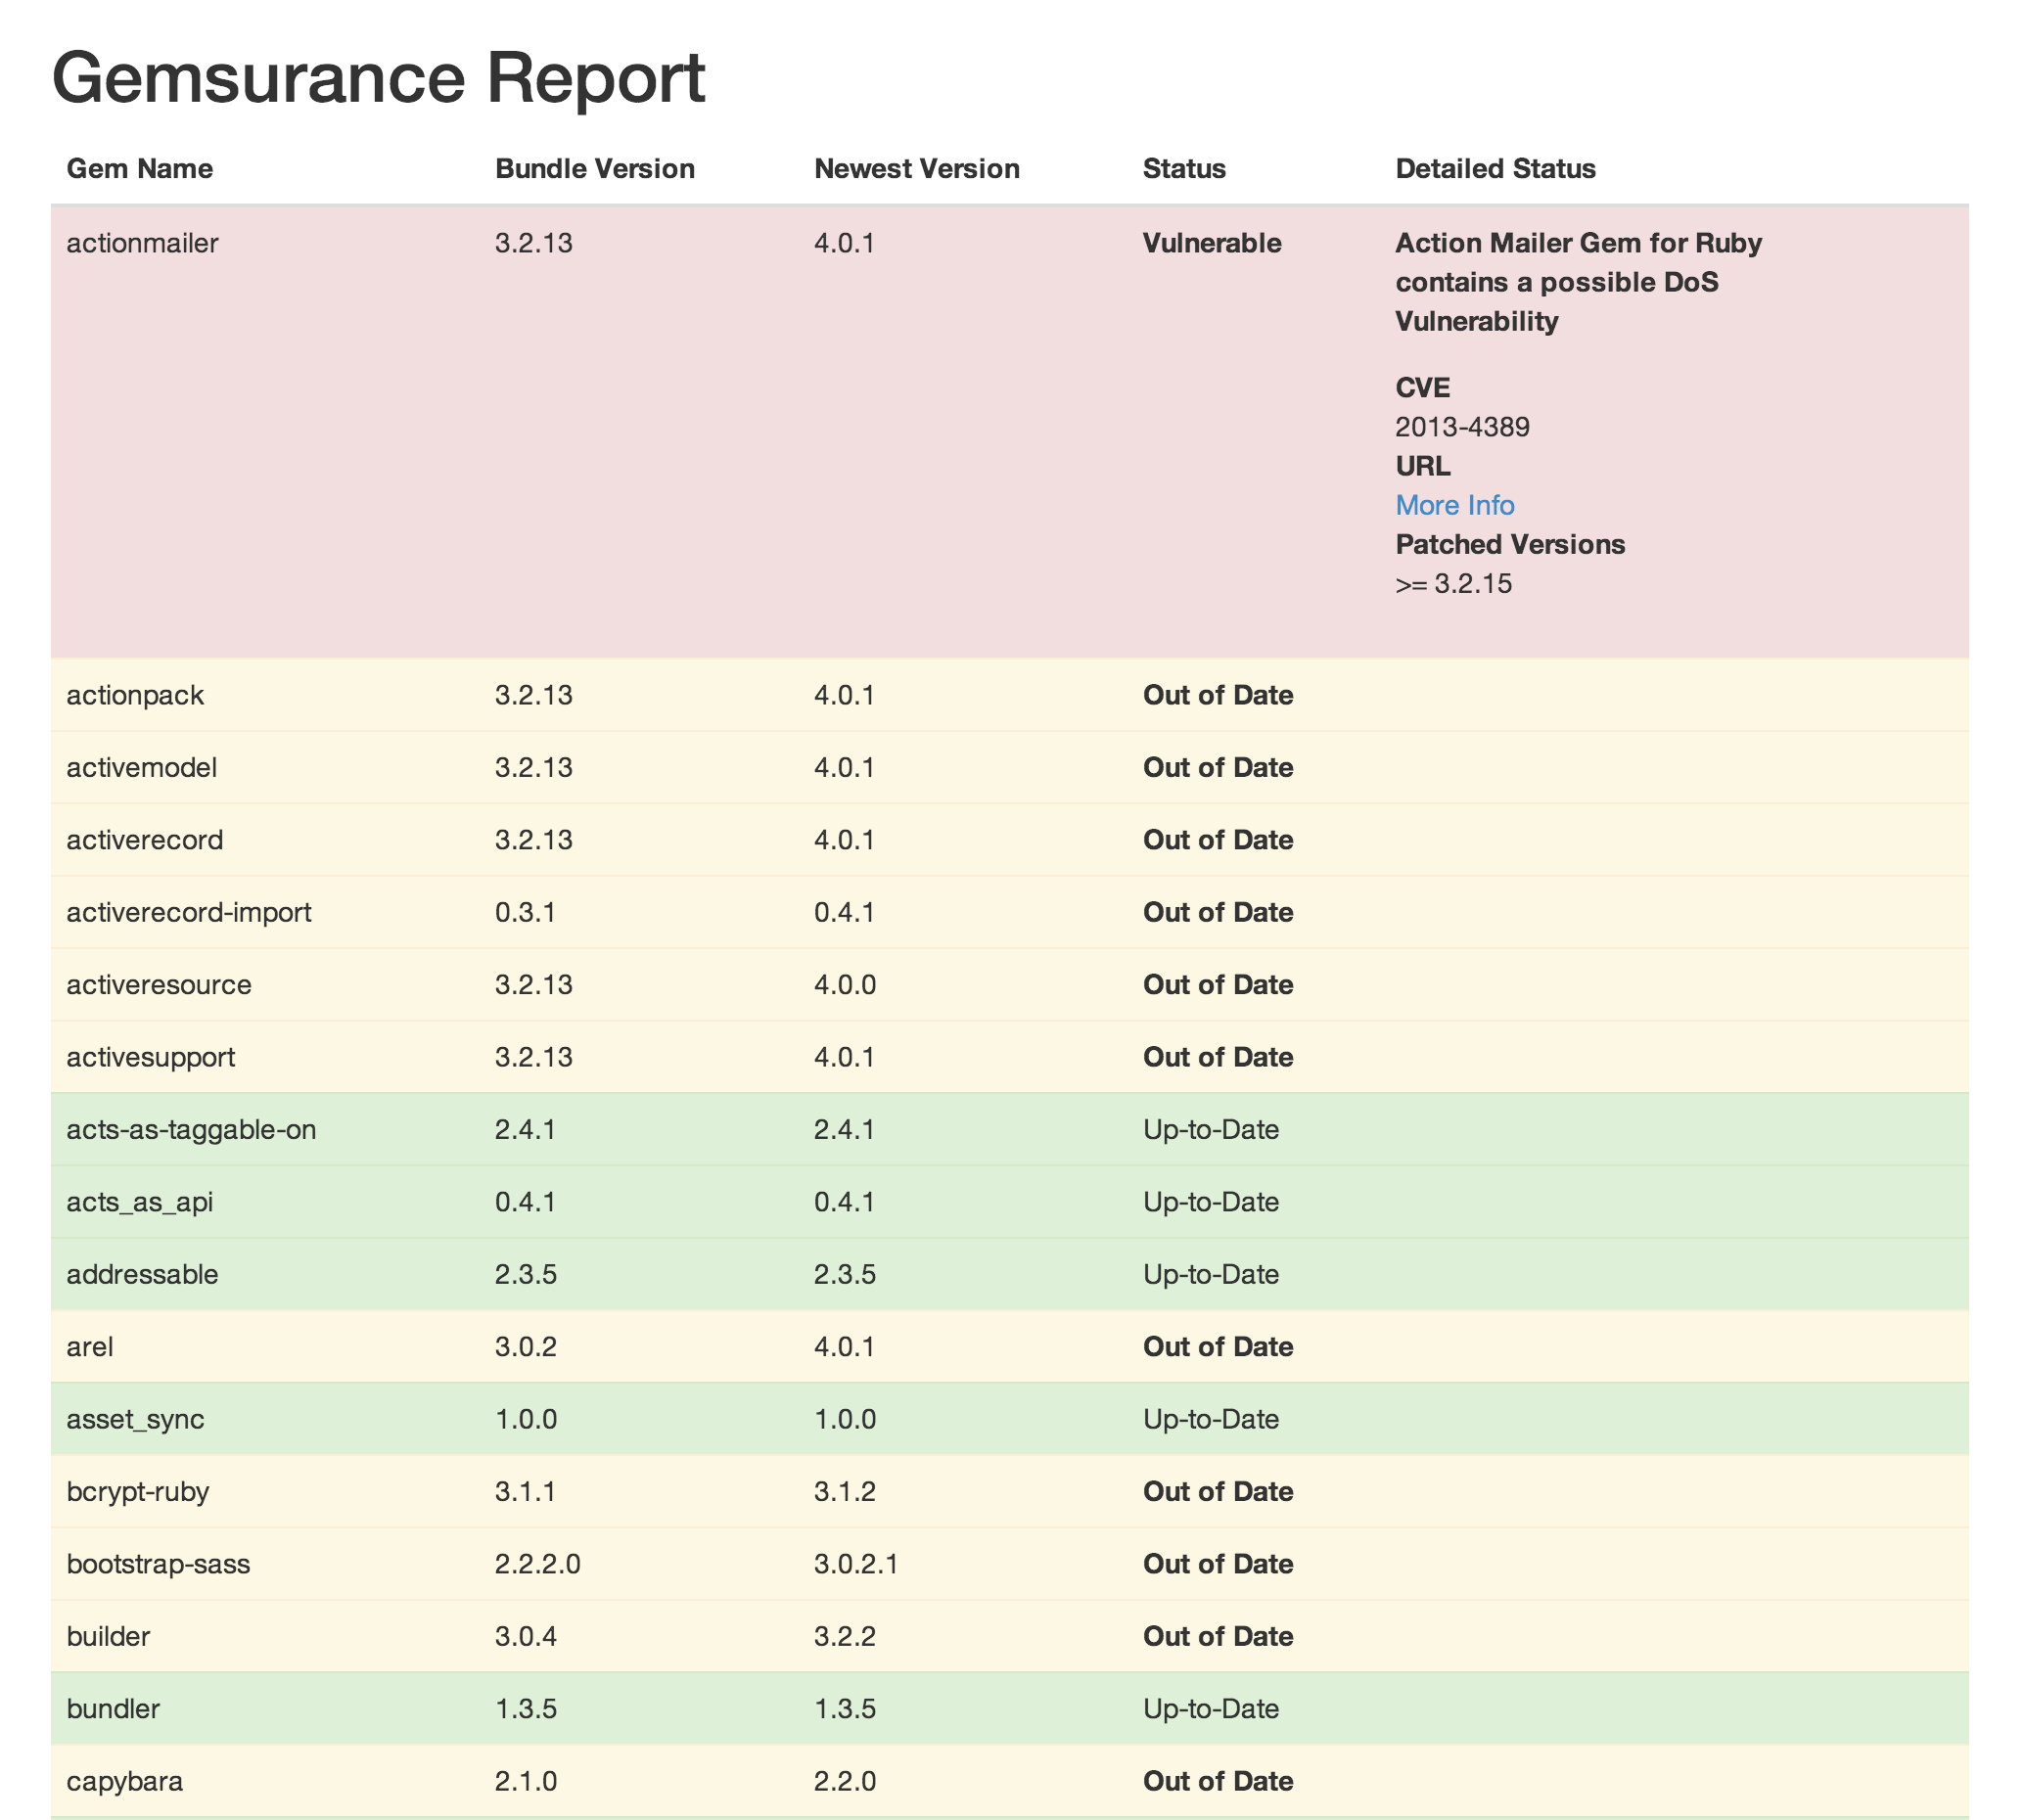 Gemsurance Report
Gem Name Bundle Version Newest Version Status Detailed Status
actionmailer 3.2.13 4.0.1 Vulnerable Action Mailer Gem for Ruby
contains a possible DoS
Vulnerability
CVE
2013-4389
URL
More Info
Patched Versions
>= 3.2.15
actionpack 3.2.13 4.0.1 Out of Date
activemodel 3.2.13 4.0.1 Out of Date
activerecord 3.2.13 4.0.1 Out of Date
activerecord-import 0.3.1 0.4.1 Out of Date
activeresource 3.2.13 4.0.0 Out of Date
activesupport 3.2.13 4.0.1 Out of Date
acts-as-taggable-on 2.4.1 2.4.1 Up-to-Date
acts_as_api 0.4.1 0.4.1 Up-to-Date
addressable 2.3.5 2.3.5 Up-to-Date
arel 3.0.2 4.0.1 Out of Date
asset_sync 1.0.0 1.0.0 Up-to-Date
bcrypt-ruby 3.1.1 3.1.2 Out of Date
bootstrap-sass 2.2.2.0 3.0.2.1 Out of Date
builder 3.0.4 3.2.2 Out of Date
bundler 1.3.5 1.3.5 Up-to-Date
capybara 2.1.0 2.2.0 Out of Date